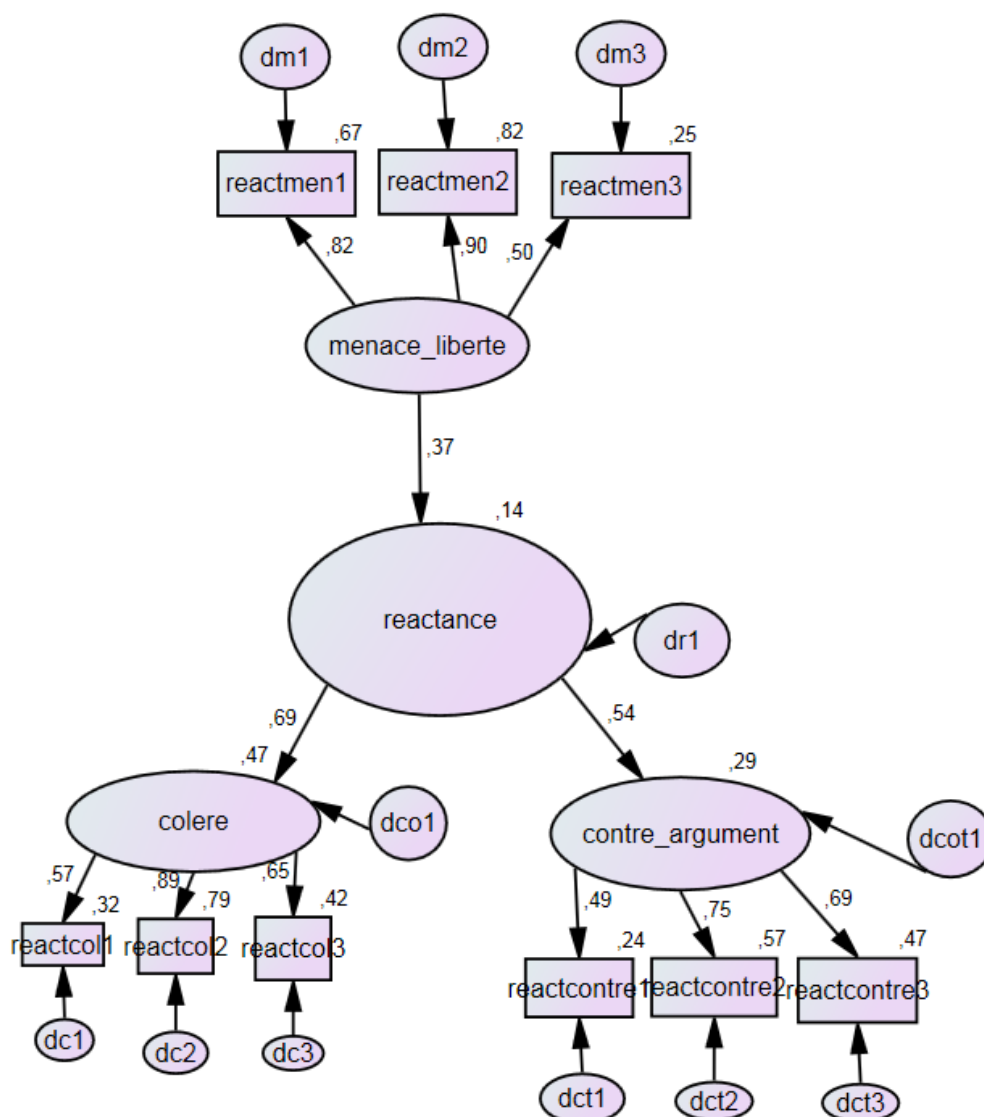 dm1
dm2
dm3
,67
,82
,25
reactmen1
reactmen2
reactmen3
,82
,90
,50
menace_liberte
,37
,14
reactance
dr1
,69
,54
,47
,29
colere
dco1
contre_argument
dcot1
,57
,89
,65
,49
,75
,69
,32
,79
,42
,24
,57
,47
reactcol1
reactcol2
reactcol3
reactcontre1
reactcontre2
reactcontre3
dc1
dc2
dc3
dct1
dct2
dct3